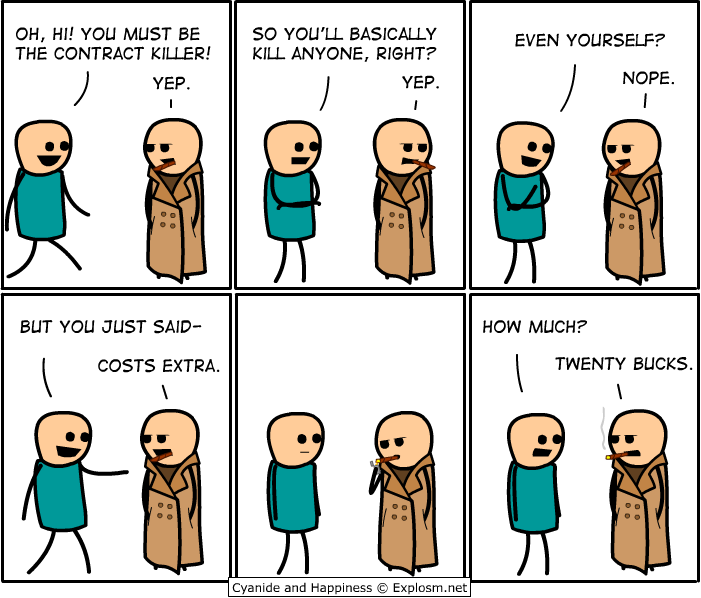 OH, HI! YOU MUST BE
THE CONTRACT KILLER!
YEP.
SO YOU'LL BASICALLY
KILL ANYONE, RIGHT?
YEP.
EVEN YOURSELF?
NOPE.
BUT YOU JUST SAID-
COSTS EXTRA.
HOW MUCH?
TWENTY BUCKS.
Cyanide and Happiness © Explosm.net